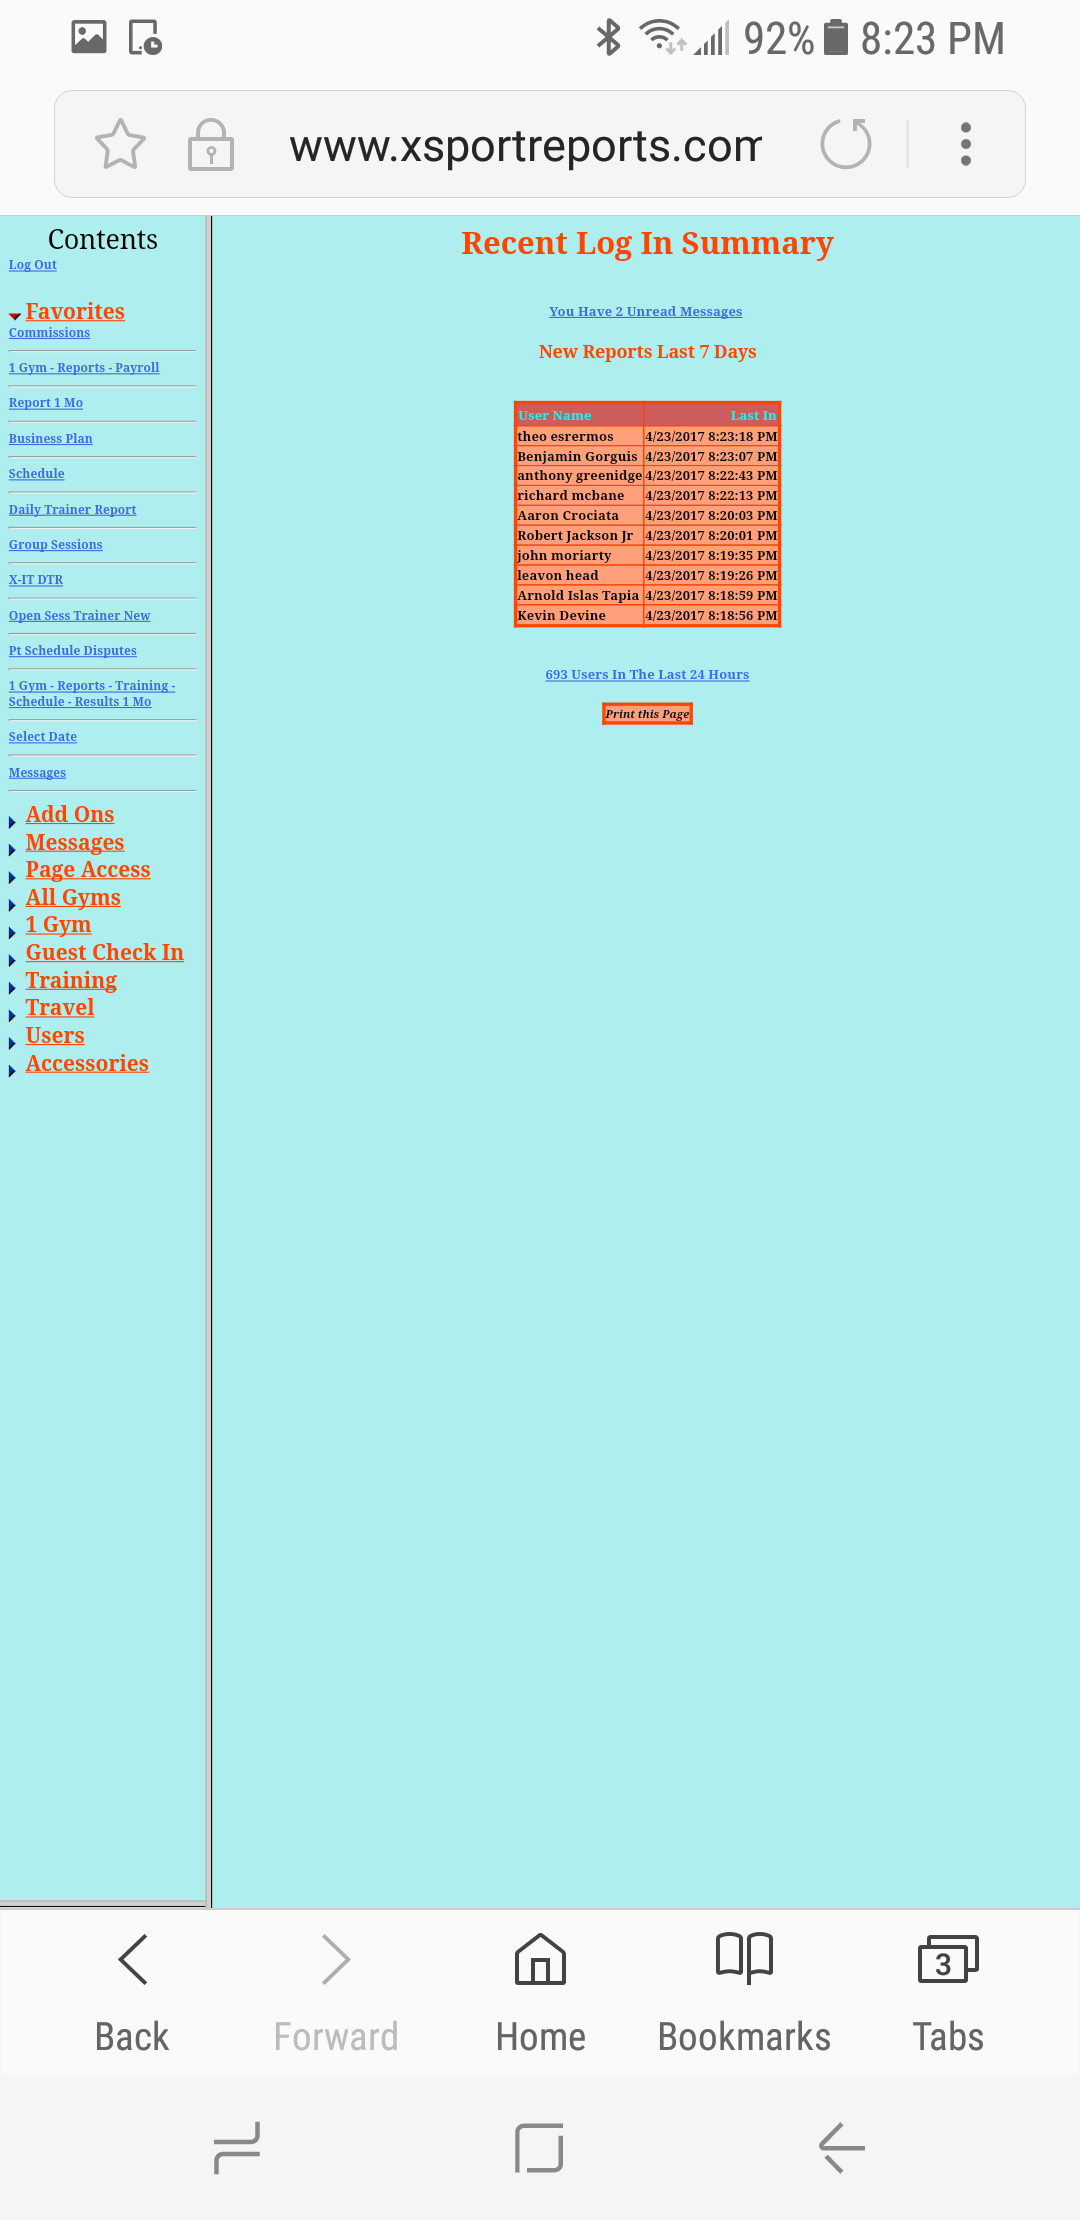 92% 8:23 PM
www.xsportreports.com
Contents
Log Out
Favorites
Commissions
1 Gym - Reports - Payroll
Report 1 Mo
Business Plan
Schedule
Daily Trainer Report
Group Sessions
X-IT DTR
Open Sess Trainer New
Pt Schedule Disputes
1 Gym - Reports - Training -
Schedule - Results 1 Mo
Select Date
Messages
Add Ons
Messages
Page Access
All Gyms
1 Gym
Guest Check In
Training
Travel
Users
Accessories
Recent Log In Summary
You Have 2 Unread Messages
New Reports Last 7 Days
User Name Last In
theo esrermos 4/23/2017 8:23:18 PM
Benjamin Gorguis 4/23/2017 8:23:07 PM
anthony greenidge 4/23/2017 8:22:43 PM
richard mcbane 4/23/2017 8:22:13 PM
Aaron Crociata 4/23/2017 8:20:03 PM
Robert Jackson Jr 4/23/2017 8:20:01 PM
john moriarty 4/23/2017 8:19:35 PM
leavon head 4/23/2017 8:19:26 PM
Arnold Islas Tapia 4/23/2017 8:18:59 PM
Kevin Devine 4/23/2017 8:18:56 PM
693 Users In The Last 24 Hours
Print this Page
3
Back Forward Home Bookmarks Tabs